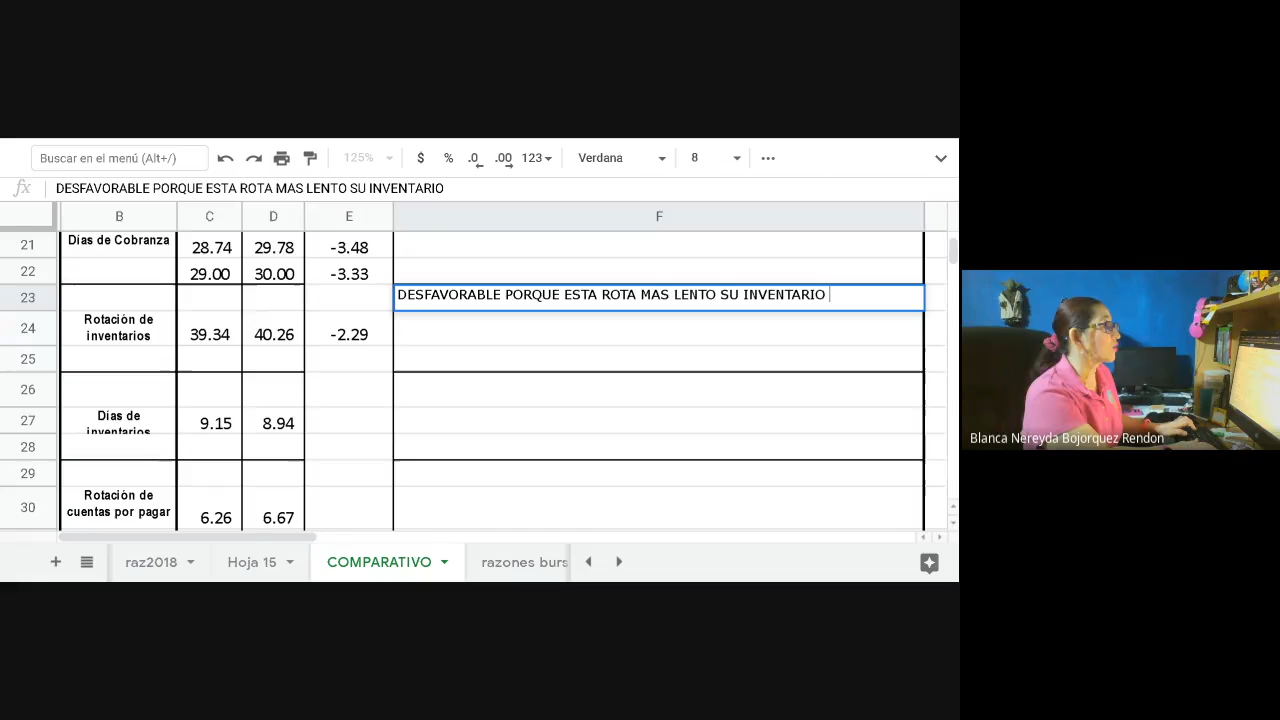 Buscar en el menú (Alt+/)
125%
$ % .0 .00 123
Verdana
8
fx DESFAVORABLE PORQUE ESTA ROTA MAS LENTO SU INVENTARIO
B C D E F
21 Días de Cobranza 28.74 29.78 -3.48
22 29.00 30.00 -3.33
23 DESFAVORABLE PORQUE ESTA ROTA MAS LENTO SU INVENTARIO
Rotación de
24 inventarios 39.34 40.26 -2.29
25
26
Días de
27 inventarios 9.15 8.94
28
29
Rotación de
30 cuentas por pagar 6.26 6.67
raz2018 Hoja 15 COMPARATIVO razones burs
Blanca Nereyda Bojorquez Rendon